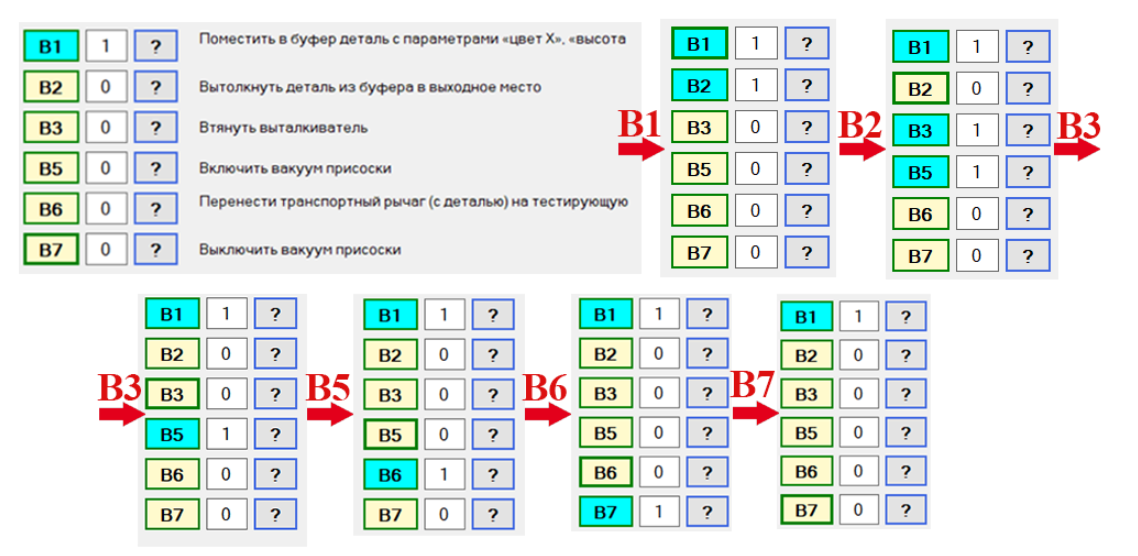 B1 1 ? Поместить в буфер деталь с параметрами «цвет X», «высота
B2 0 ? Вытолкнуть деталь из буфера в выходное место
B3 0 ? Втянуть выталкиватель
B5 0 ? Включить вакуум присоски
B6 0 ? Перенести транспортный рычаг (с деталью) на тестирующую
B7 0 ? Выключить вакуум присоски
B1
B1 1 ?
B2 1 ?
B3 0 ?
B5 0 ?
B6 0 ?
B7 0 ?
B2
B1 1 ?
B2 0 ?
B3 1 ?
B5 1 ?
B6 0 ?
B7 0 ?
B3
B3
B1 1 ?
B2 0 ?
B3 0 ?
B5 1 ?
B6 0 ?
B7 0 ?
B5
B1 1 ?
B2 0 ?
B3 0 ?
B5 0 ?
B6 1 ?
B7 0 ?
B6
B1 1 ?
B2 0 ?
B3 0 ?
B5 0 ?
B6 0 ?
B7 1 ?
B7
B1 1 ?
B2 0 ?
B3 0 ?
B5 0 ?
B6 0 ?
B7 0 ?